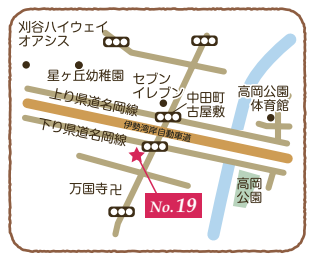 刈谷ハイウェイ
オアシス
星ヶ丘幼稚園
セブン
イレブン
中田町
古屋敷
高岡公園
体育館
上り県道名岡線
伊勢湾岸自動車道
下り県道名岡線
万国寺卍
No.19
高岡
公園